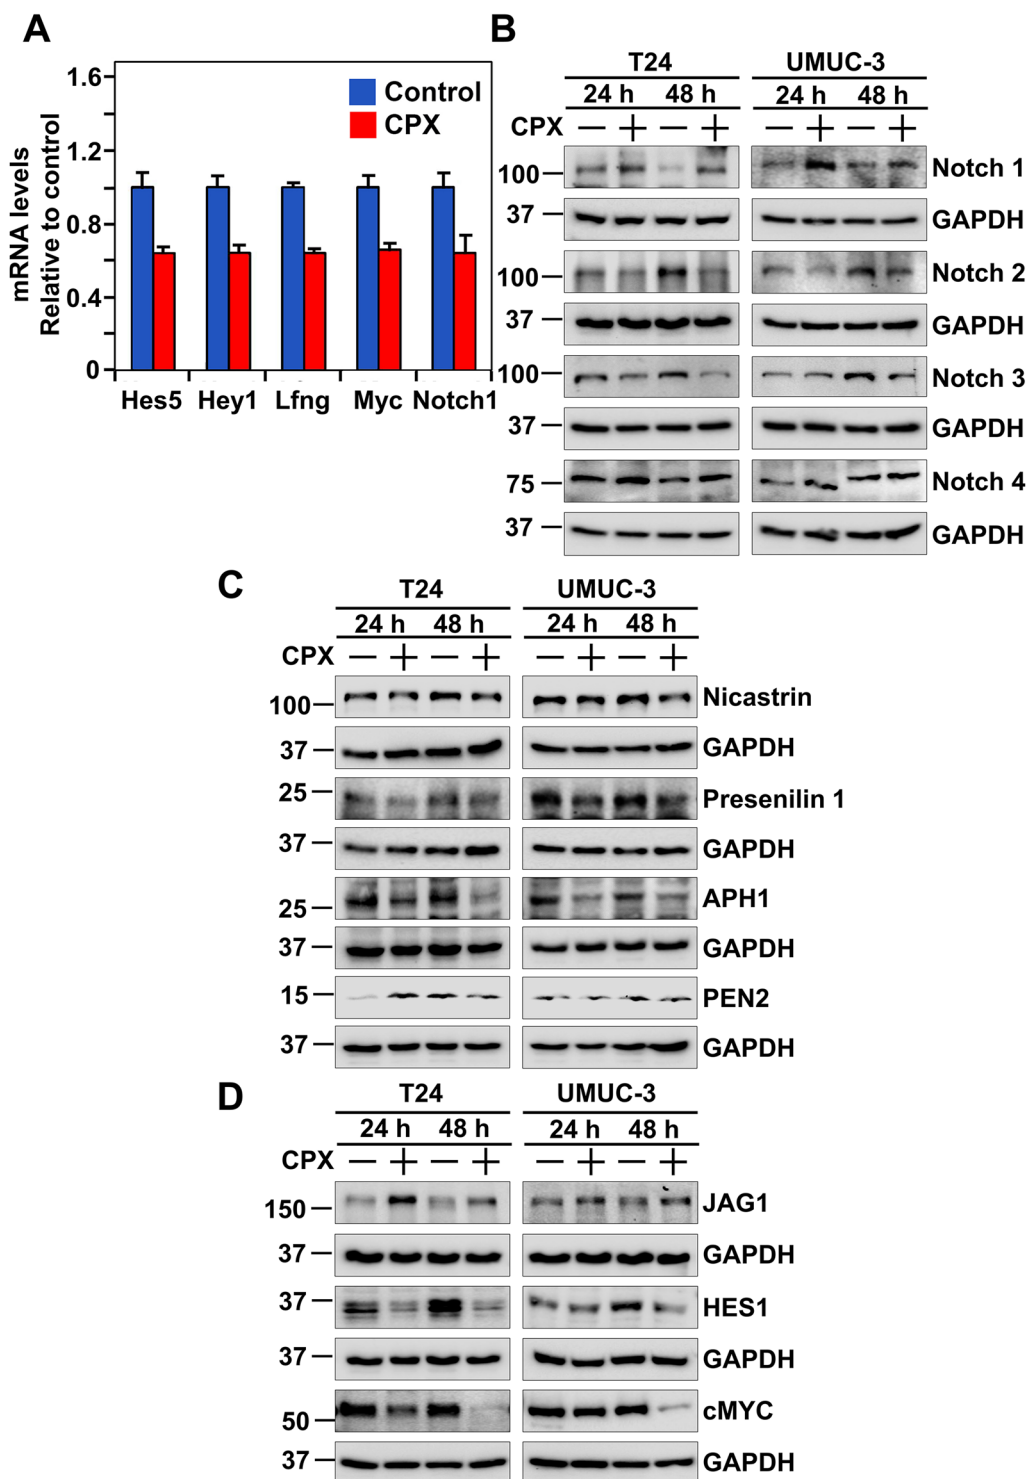 A
mRNA levels
Relative to control
1.6
1.2
0.8
0.4
0
Control
CPX
Hes5 Hey1 Lfng Myc Notch1
B
T24 UMUC-3
24 h 48 h 24 h 48 h
CPX — + — + — + — +
100 Notch 1
37 GAPDH
100 Notch 2
37 GAPDH
100 Notch 3
37 GAPDH
75 Notch 4
37 GAPDH
C
T24 UMUC-3
24 h 48 h 24 h 48 h
CPX — + — + — + — +
100 Nicastrin
37 GAPDH
25 Presenilin 1
37 GAPDH
25 APH1
37 GAPDH
15 PEN2
37 GAPDH
D
T24 UMUC-3
24 h 48 h 24 h 48 h
CPX — + — + — + — +
150 JAG1
37 GAPDH
37 HES1
37 GAPDH
50 cMYC
37 GAPDH